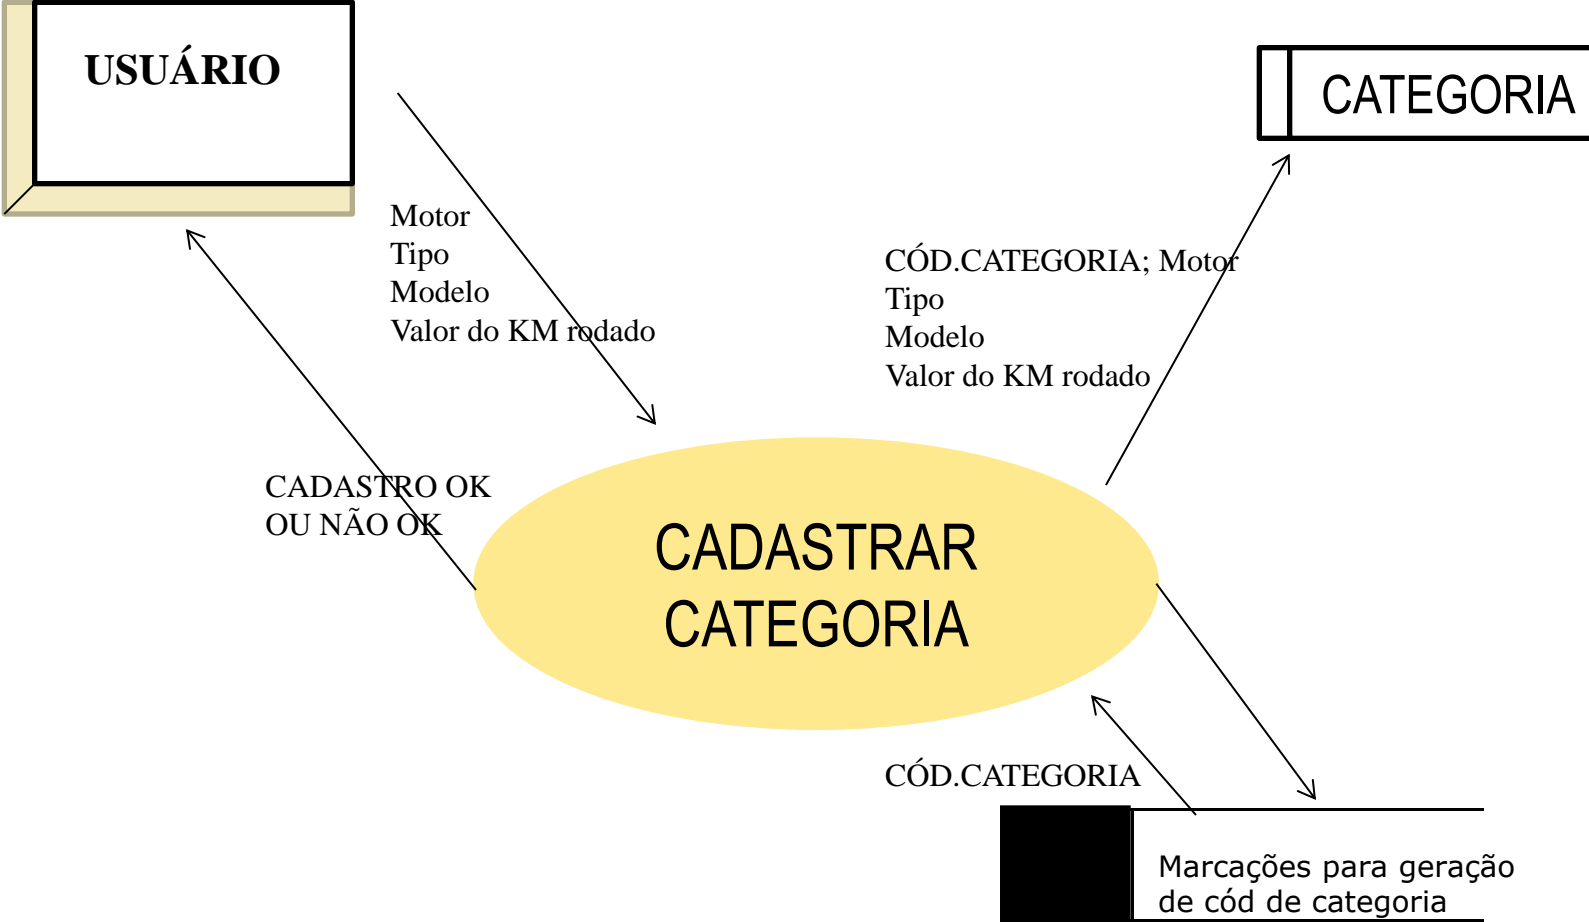 USUÁRIO
CATEGORIA
Motor
Tipo
Modelo
Valor do KM rodado
CÓD.CATEGORIA; Motor
Tipo
Modelo
Valor do KM rodado
CADASTRO OK
OU NÃO OK
CADASTRAR
CATEGORIA
CÓD.CATEGORIA
Marcações para geração
de cód de categoria